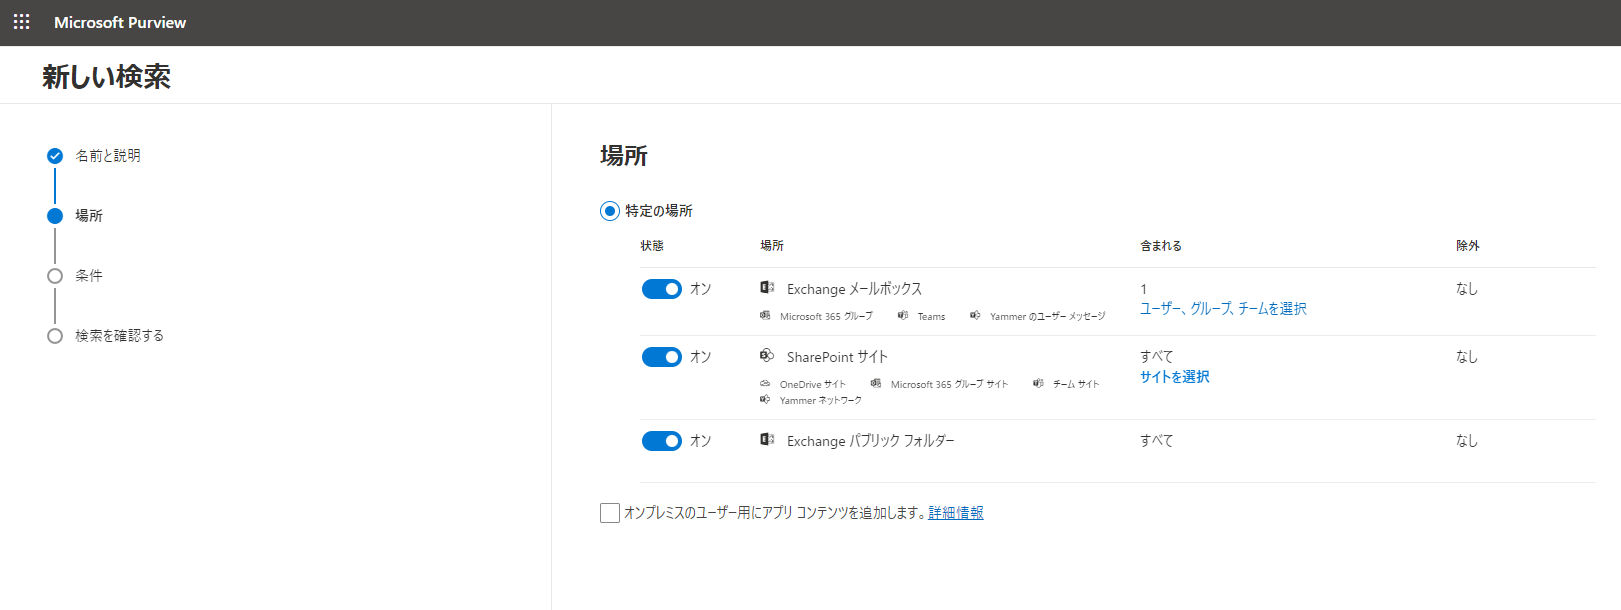 Microsoft Purview
新しい検索
名前と説明
場所
条件
検索を確認する
場所
特定の場所
状態 場所 含まれる 除外
オン Exchange メールボックス 1 なし
ユーザー、グループ、チームを選択
Microsoft 365 グループ Teams Yammer のユーザー メッセージ
オン SharePoint サイト すべて なし
サイトを選択
OneDrive サイト Microsoft 365 グループ サイト チーム サイト
Yammer ネットワーク
オン Exchange パブリック フォルダー すべて なし
オンプレミスのユーザー用にアプリ コンテンツを追加します。詳細情報